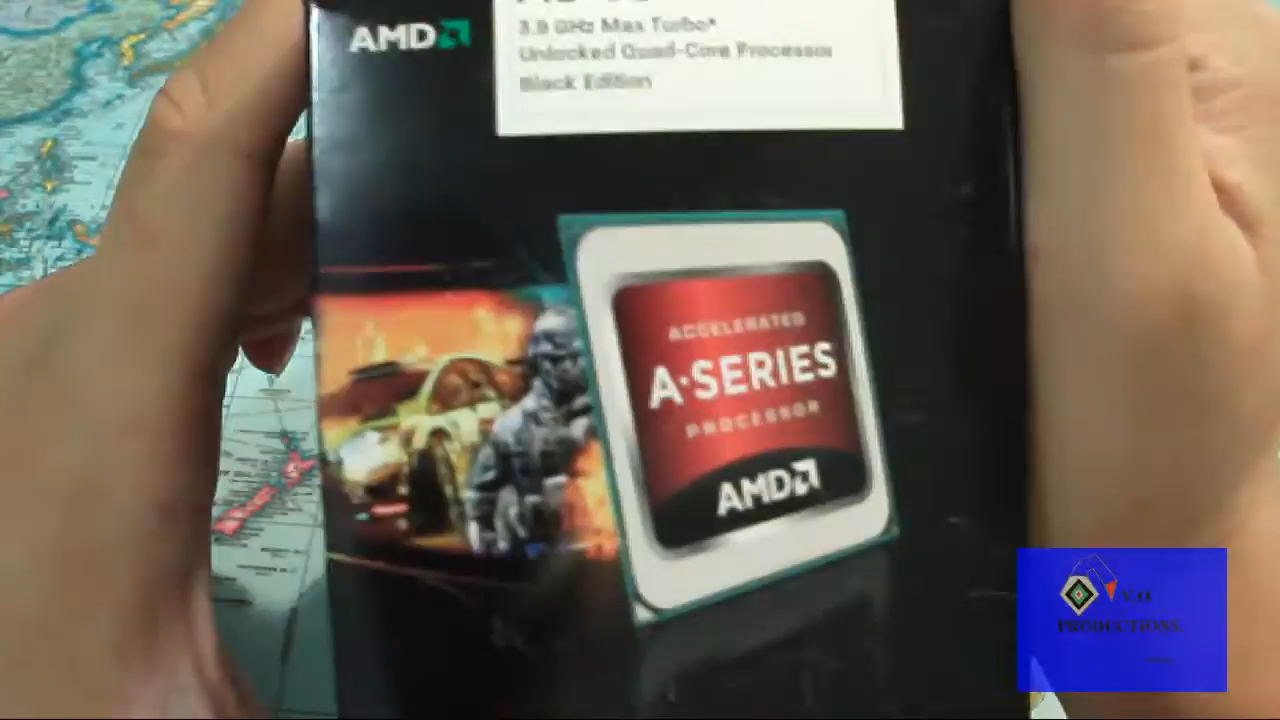 AMD
3.9 GHz Max Turbo*
Unlocked Quad-Core Processor
Black Edition
ACCELERATED
A-SERIES
PROCESSOR
AMD
PRODUCTIONS